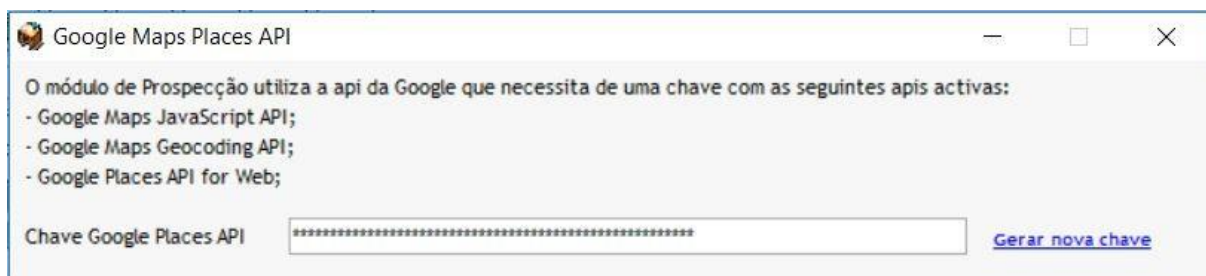 Google Maps Places API
O módulo de Prospecção utiliza a api da Google que necessita de uma chave com as seguintes apis activas:
- Google Maps JavaScript API;
- Google Maps Geocoding API;
- Google Places API for Web;
Chave Google Places API ****************************************************** Gerar nova chave